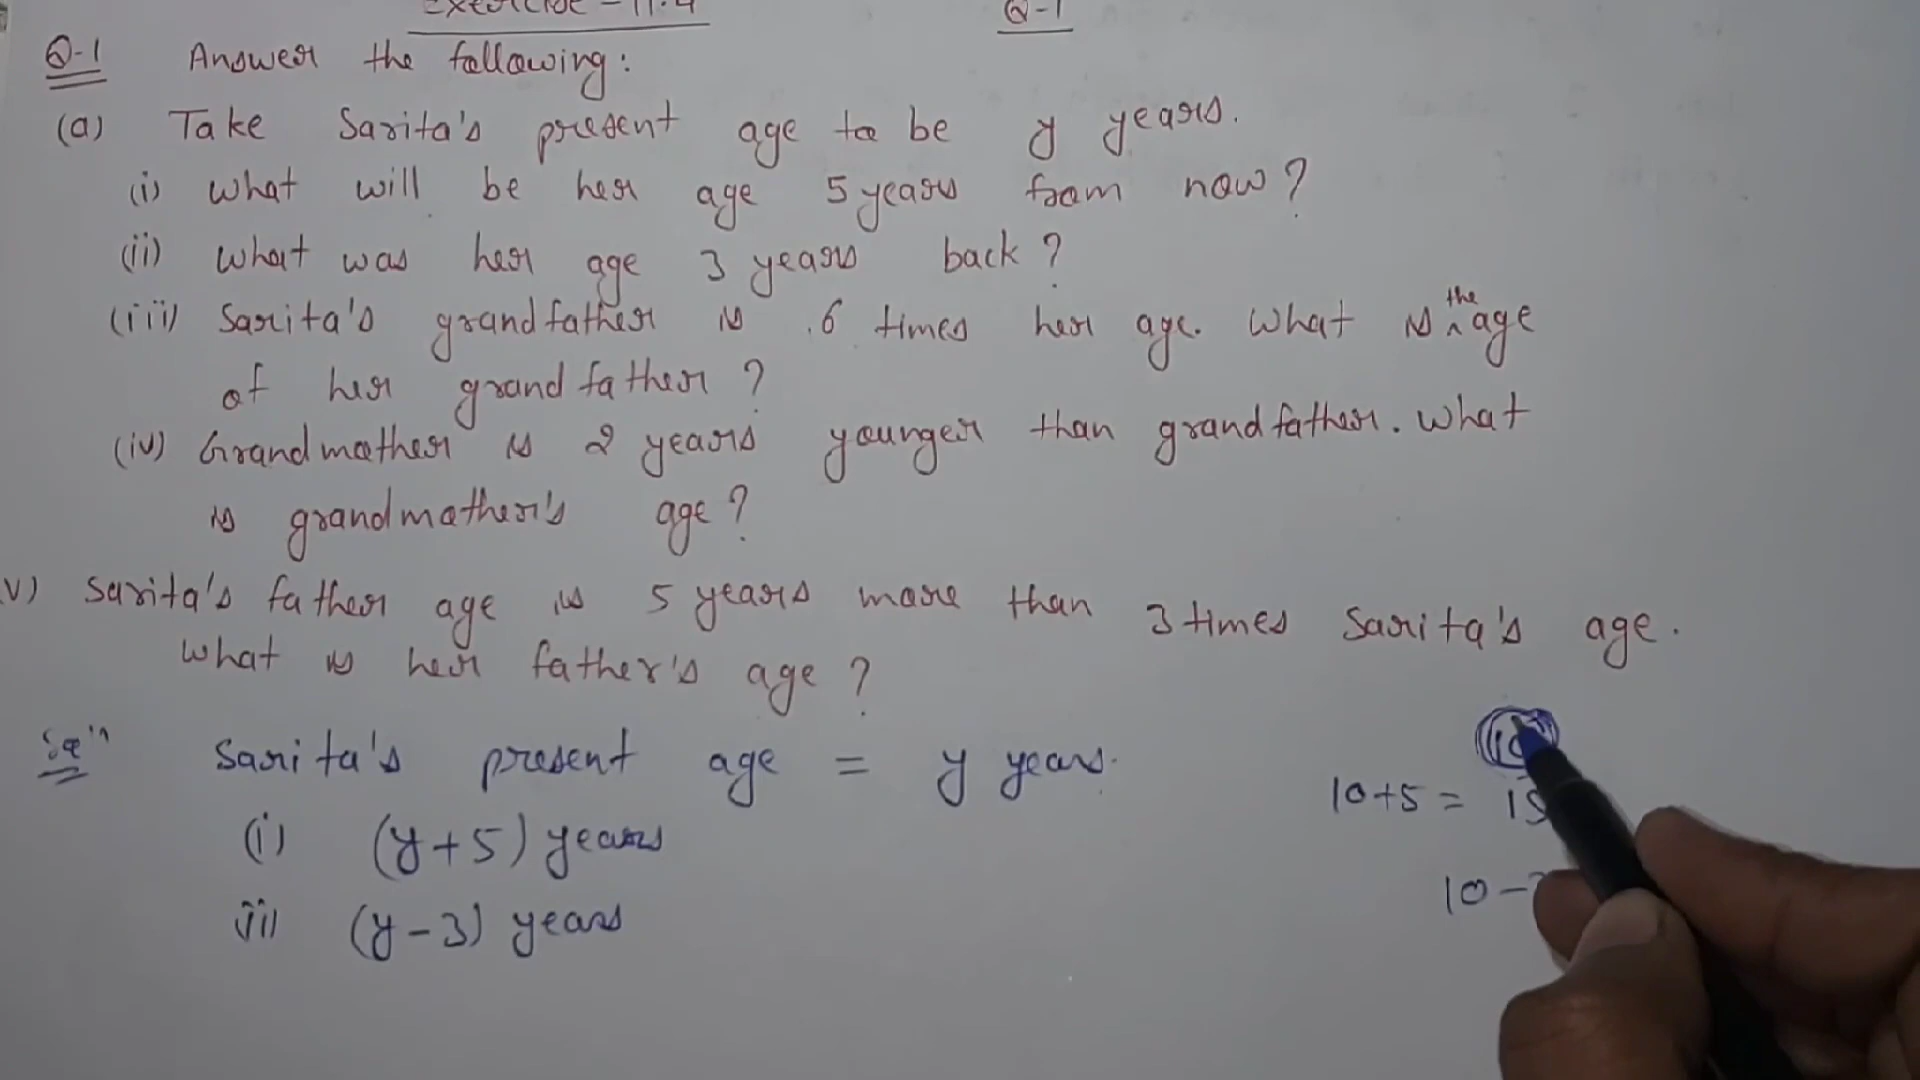 Exercise - 11.4
Q-1
Q-1 Answer the following:
(a) Take Sarita's present age to be y years.
(i) What will be her age 5 years from now?
(ii) What was her age 3 years back?
(iii) Sarita's grandfather is 6 times her age. What is the age
of her grandfather?
(iv) Grandmother is 2 years younger than grandfather. What
is grandmother's age?
v) Sarita's father age is 5 years more than 3 times Sarita's age.
What is her father's age?
Sarita's present age = y years.
(i) (y+5) years
(ii) (y-3) years
10
10+5 = 15
10-